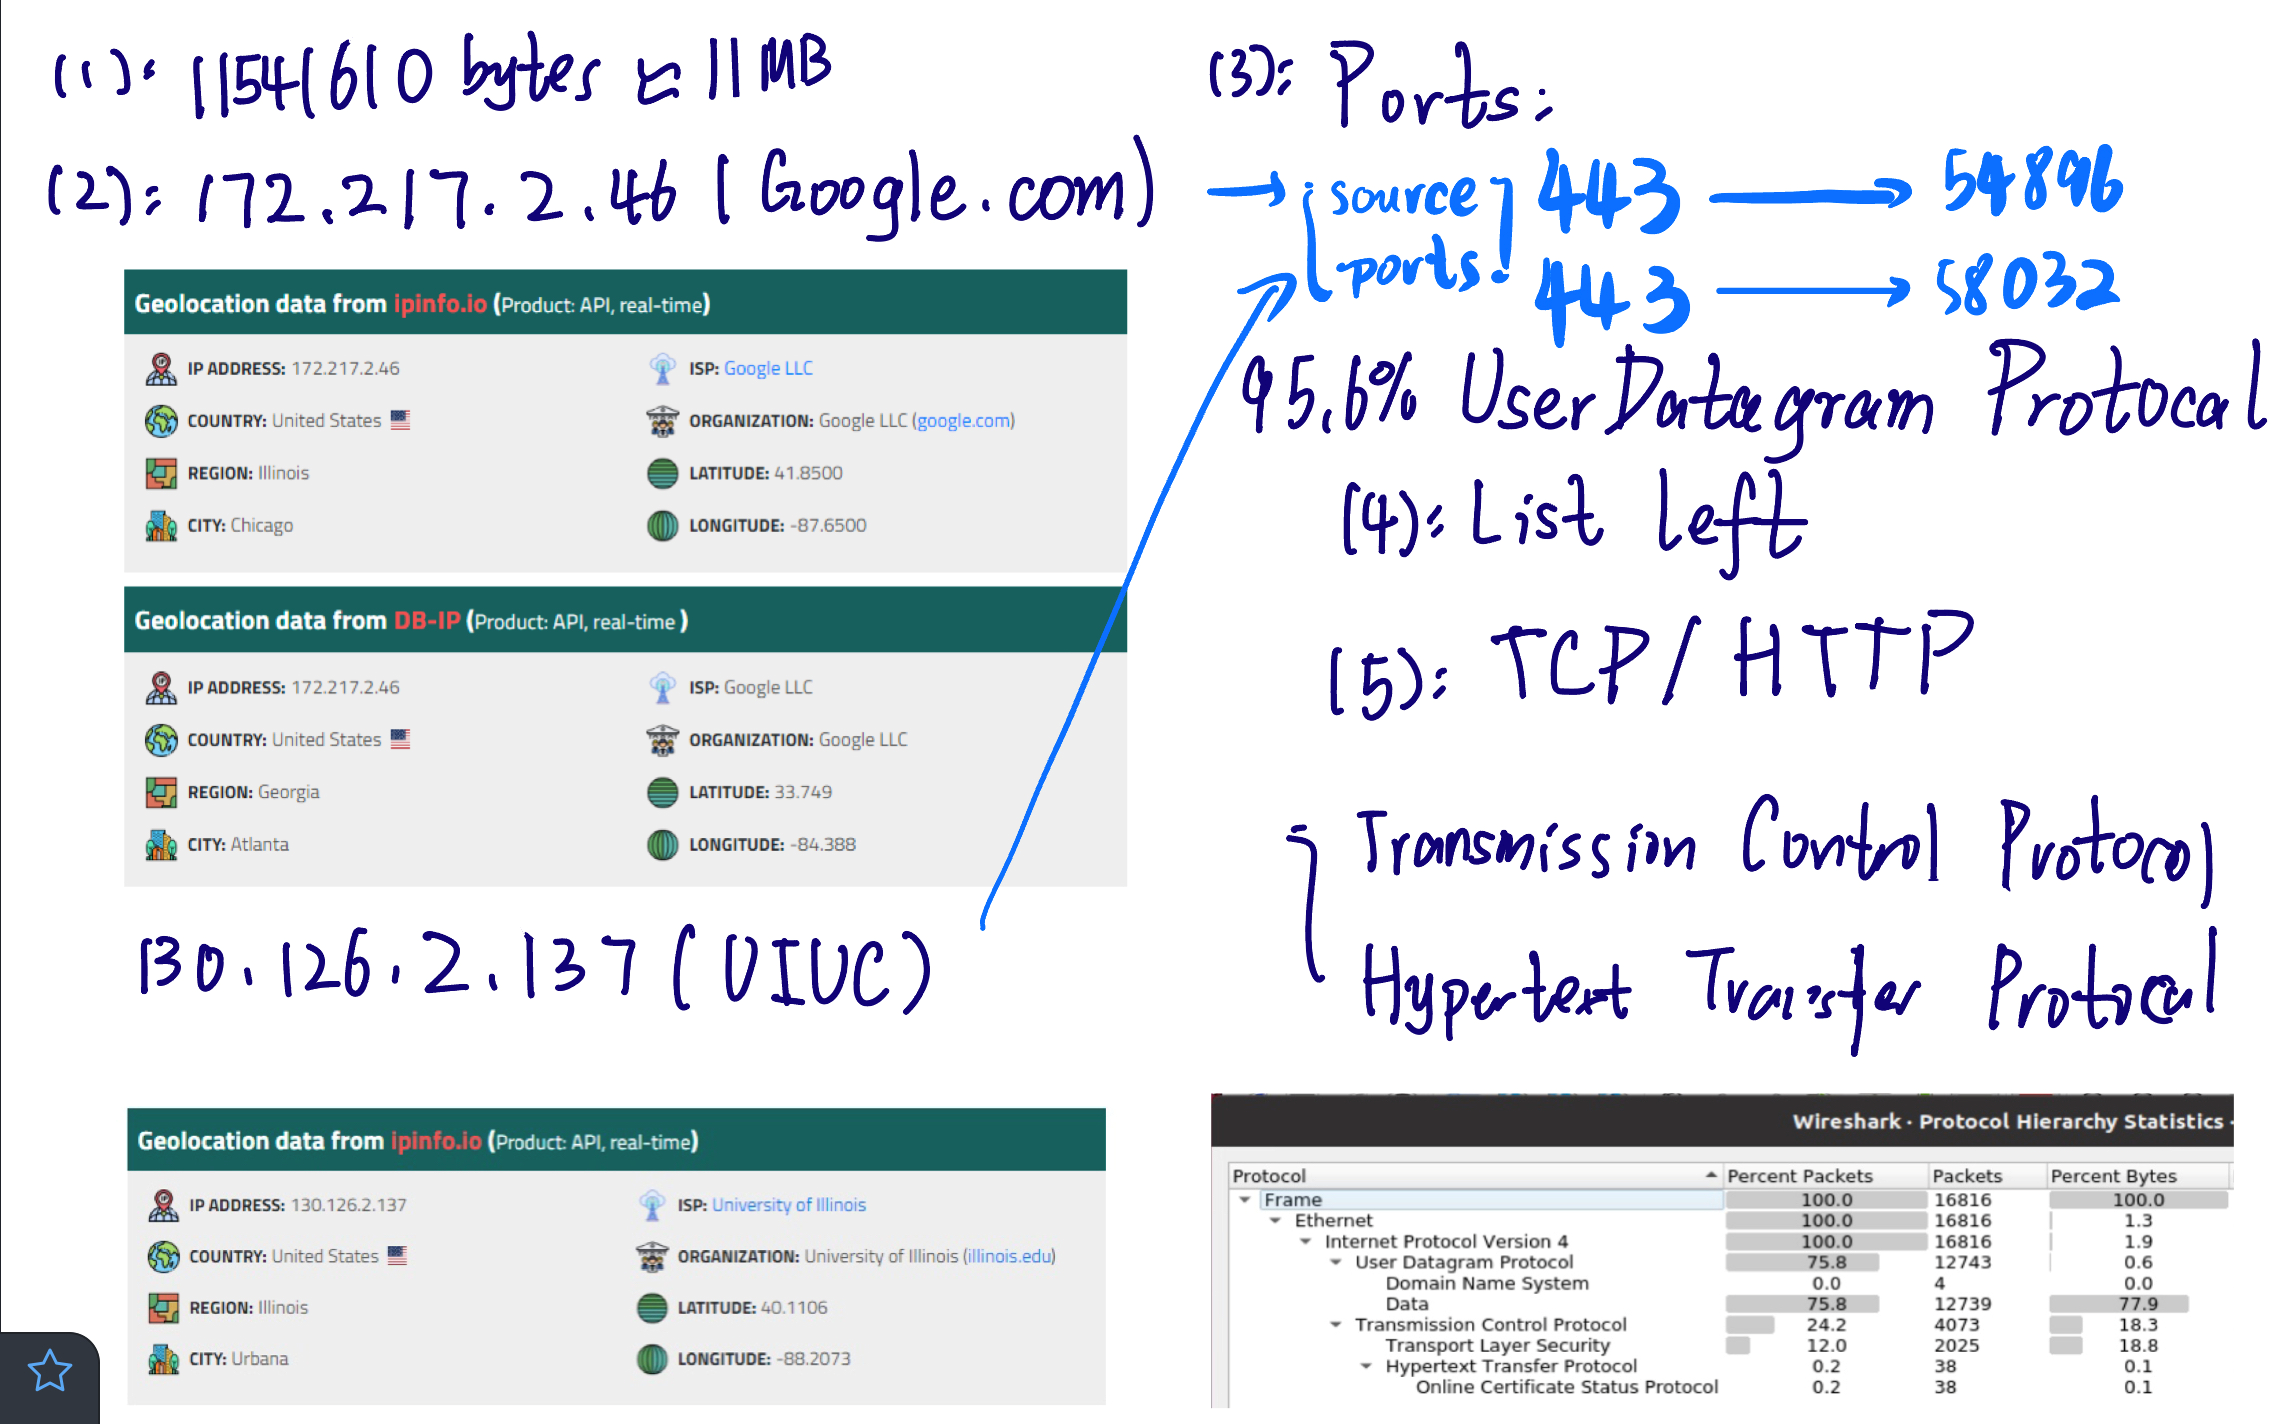 (1): 11541610 bytes ≈ 11 MB
(2): 172.217.2.46 (Google.com)
Geolocation data from ipinfo.io (Product: API, real-time)
IP ADDRESS: 172.217.2.46
ISP: Google LLC
COUNTRY: United States
ORGANIZATION: Google LLC (google.com)
REGION: Illinois
LATITUDE: 41.8500
CITY: Chicago
LONGITUDE: -87.6500
Geolocation data from DB-IP (Product: API, real-time )
IP ADDRESS: 172.217.2.46
ISP: Google LLC
COUNTRY: United States
ORGANIZATION: Google LLC
REGION: Georgia
LATITUDE: 33.749
CITY: Atlanta
LONGITUDE: -84.388
130.126.2.137 (UIUC)
Geolocation data from ipinfo.io (Product: API, real-time)
IP ADDRESS: 130.126.2.137
ISP: University of Illinois
COUNTRY: United States
ORGANIZATION: University of Illinois (illinois.edu)
REGION: Illinois
LATITUDE: 40.1106
CITY: Urbana
LONGITUDE: -88.2073
(3): Ports:
source 443 → 54896
ports 443 → 58032
95.6% User Datagram Protocal
(4): List left
(5): TCP/HTTP
Transmission Control Protocol
Hypertext Transfer Protocal
Wireshark · Protocol Hierarchy Statistics ·
Protocol Percent Packets Packets Percent Bytes
Frame 100.0 16816 100.0
Ethernet 100.0 16816 1.3
Internet Protocol Version 4 100.0 16816 1.9
User Datagram Protocol 75.8 12743 0.6
Domain Name System 0.0 4 0.0
Data 75.8 12739 77.9
Transmission Control Protocol 24.2 4073 18.3
Transport Layer Security 12.0 2025 18.8
Hypertext Transfer Protocol 0.2 38 0.1
Online Certificate Status Protocol 0.2 38 0.1